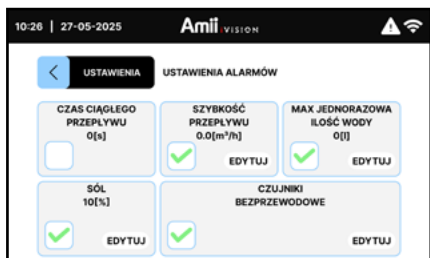 10:26 | 27-05-2025 Amii.VISION
USTAWIENIA USTAWIENIA ALARMÓW
CZAS CIĄGŁEGO
PRZEPŁYWU
0[s]
SZYBKOŚĆ
PRZEPŁYWU
0.0[m³/h]
EDYTUJ
MAX JEDNORAZOWA
ILOŚĆ WODY
0[l]
EDYTUJ
SÓL
10[%]
EDYTUJ
CZUJNIKI
BEZPRZEWODOWE
EDYTUJ